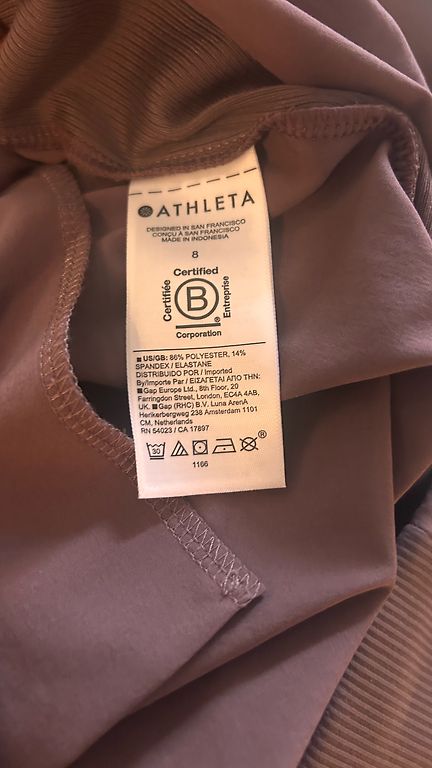 ATHLETA
DESIGNED IN SAN FRANCISCO
CONÇU À SAN FRANCISCO
MADE IN INDONESIA
8
Certified
Certifiée
B
Entreprise
®
Corporation
US/GB: 86% POLYESTER, 14%
SPANDEX / ELASTANE
DISTRIBUIDO POR / Imported
By/Importe Par / ΕΙΣΑΓΕΤΑΙ ΑΠΟ ΤΗΝ:
Gap Europe Ltd., 8th Floor, 20
Farringdon Street, London, EC4A 4AB,
UK. Gap (RHC) B.V. Luna ArenA
Herikerbergweg 238 Amsterdam 1101
CM, Netherlands
RN 54023 / CA 17897
30 ®
1166